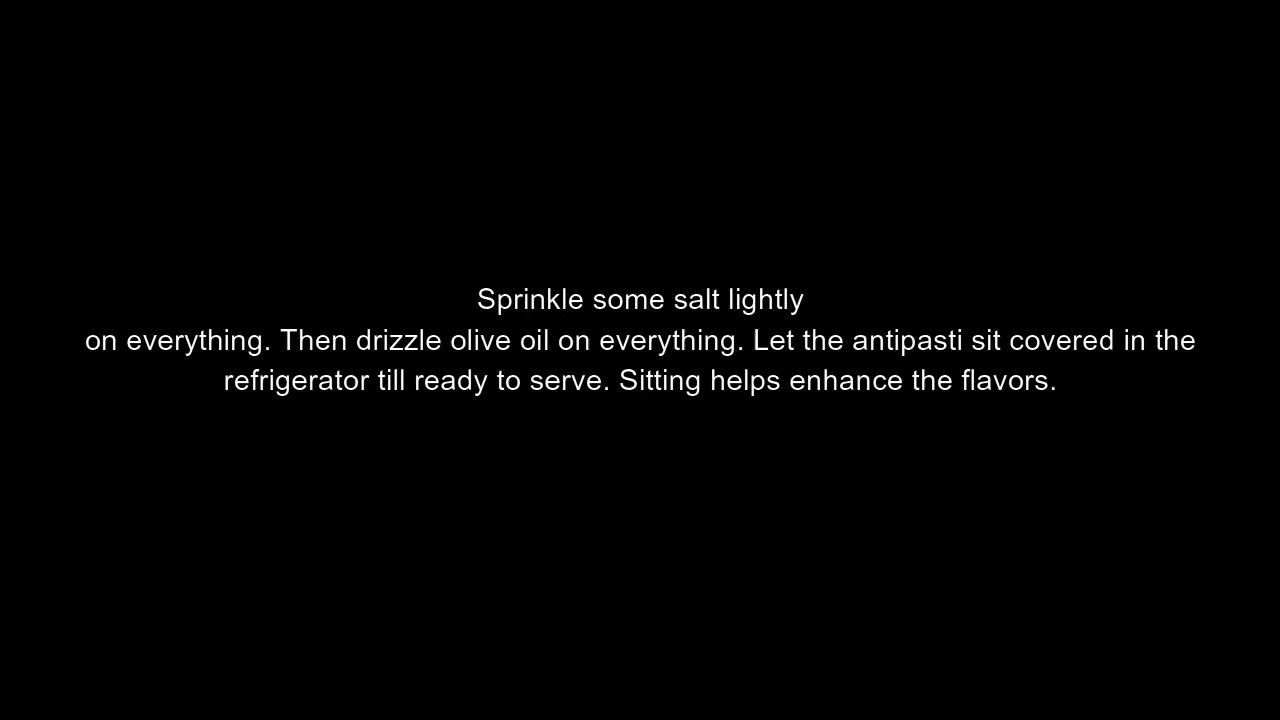 Sprinkle some salt lightly
on everything. Then drizzle olive oil on everything. Let the antipasti sit covered in the
refrigerator till ready to serve. Sitting helps enhance the flavors.